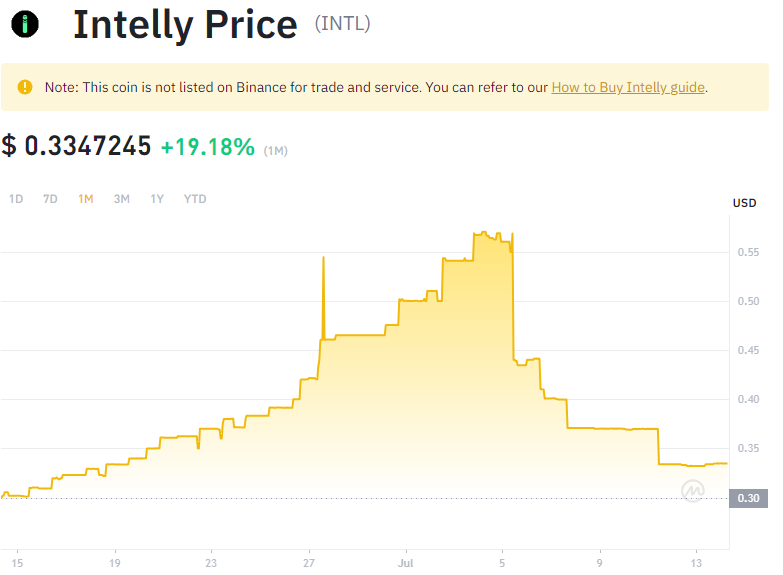 Intelly Price (INTL)
Note: This coin is not listed on Binance for trade and service. You can refer to our How to Buy Intelly guide.
$ 0.3347245 +19.18% (1M)
1D 7D 1M 3M 1Y YTD
USD
0.55
0.50
0.45
0.40
0.35
0.30
15 19 23 27 Jul 5 9 13